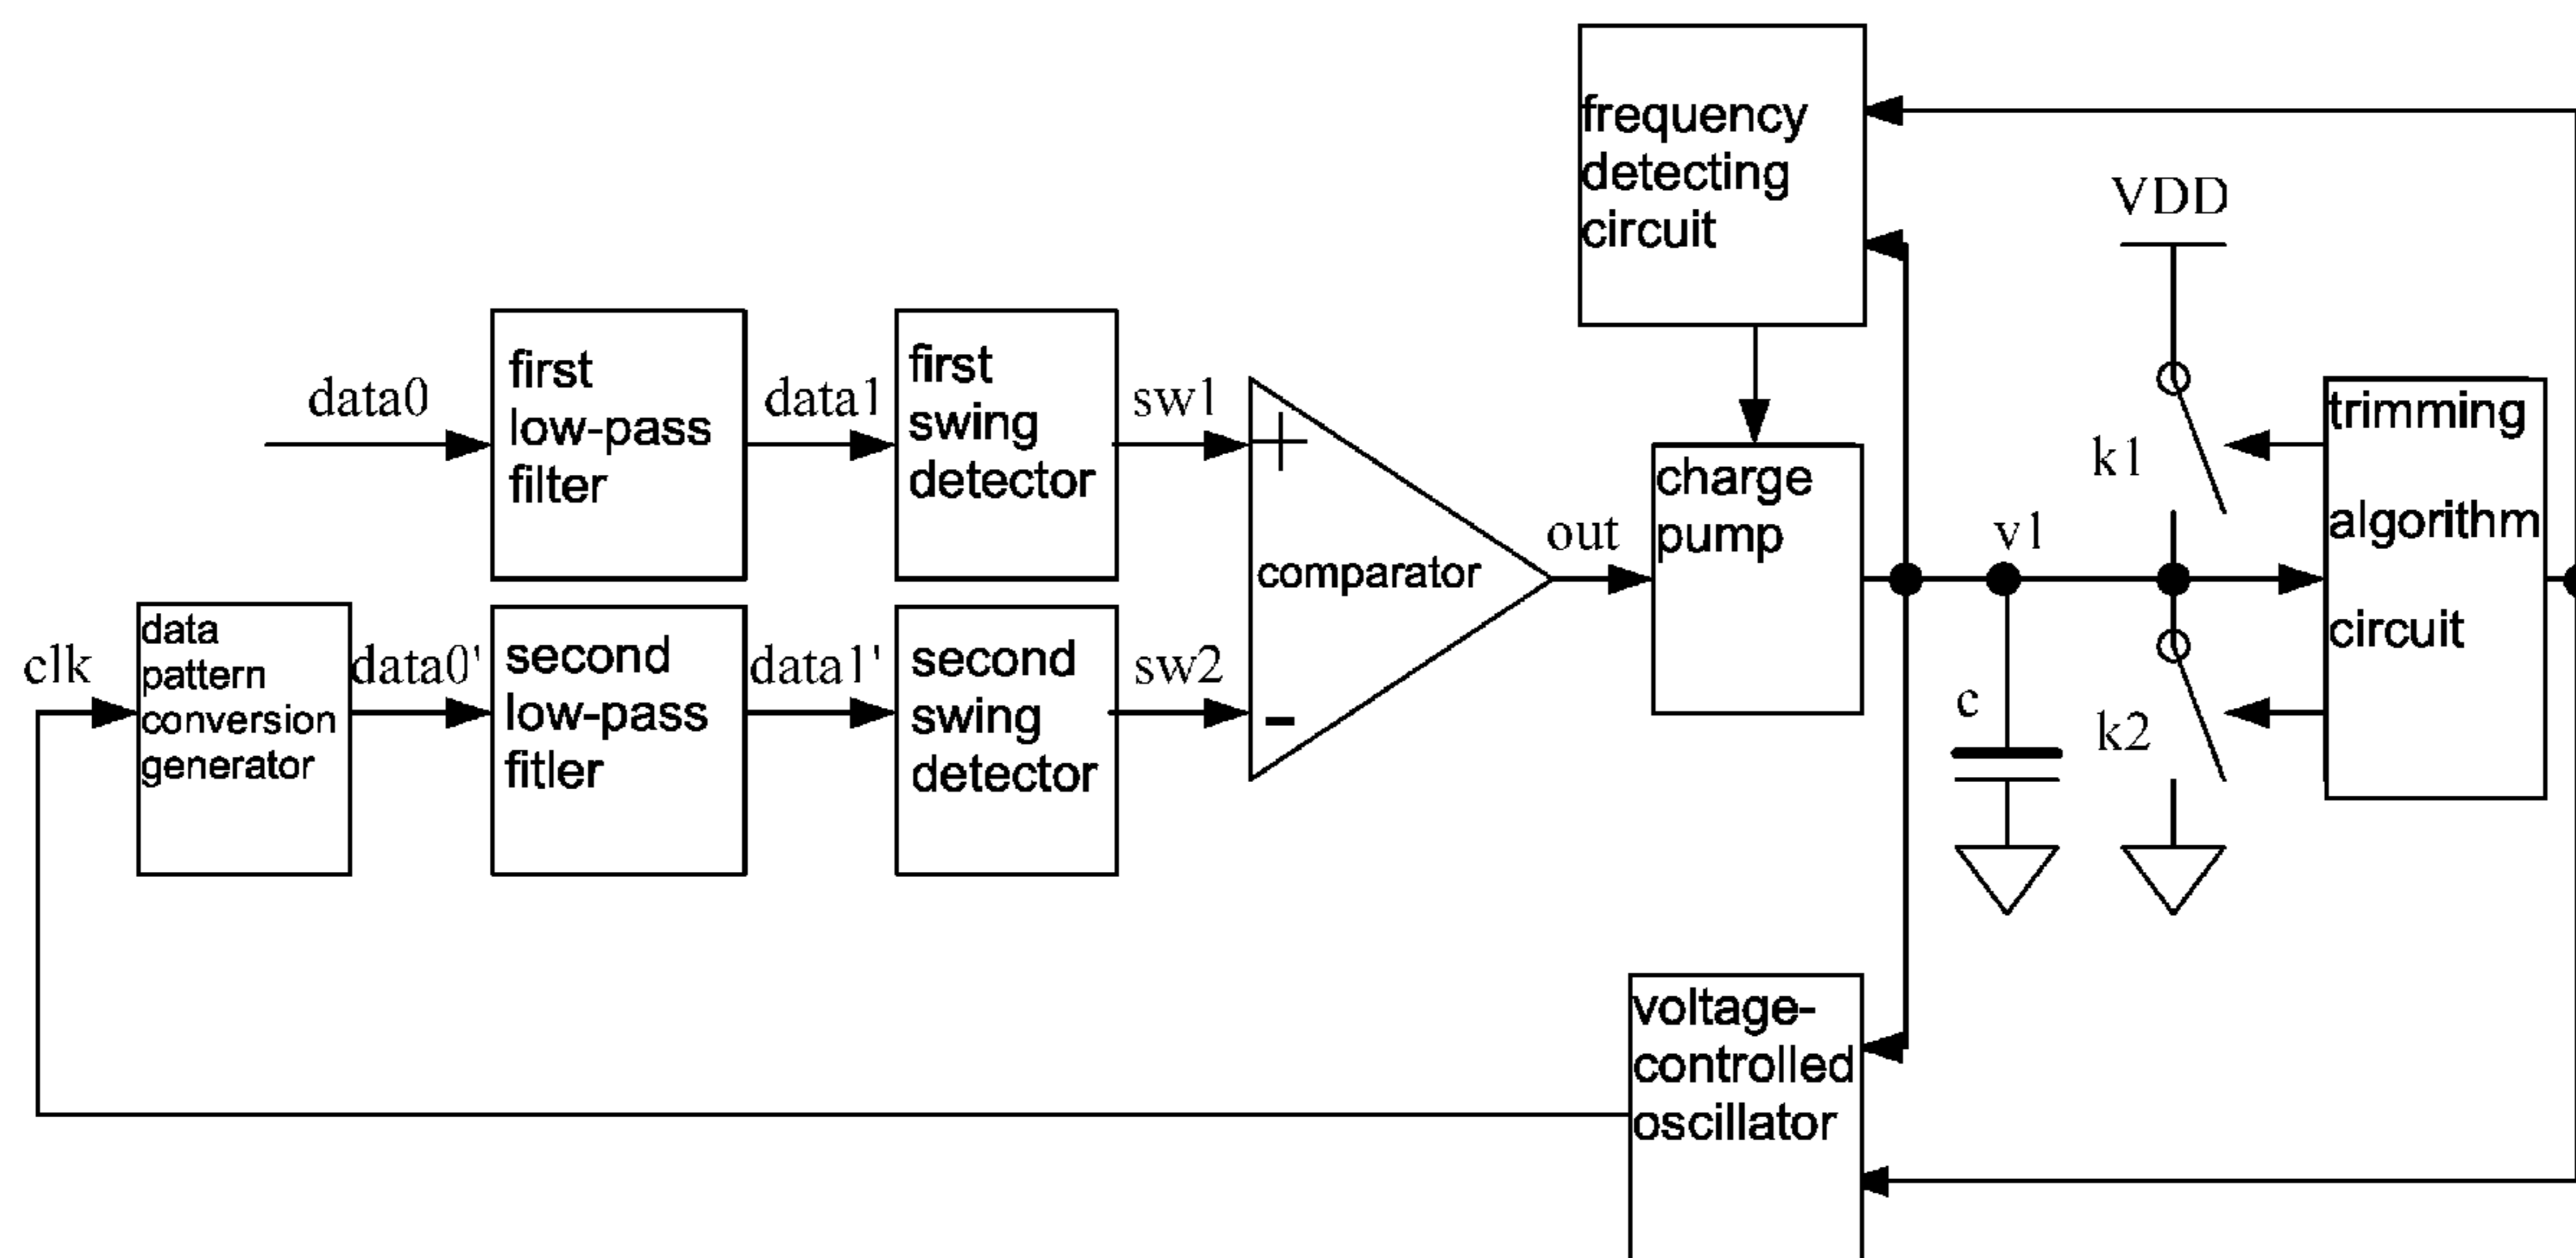 frequency
detecting
circuit
VDD
data0
first
low-pass
filter
data1
first
swing
detector
sw1
+
comparator
-
out
charge
pump
v1
k1
k2
c
trimming
algorithm
circuit
clk
data
pattern
conversion
generator
data0'
second
low-pass
fitler
data1'
second
swing
detector
sw2
voltage-
controlled
oscillator